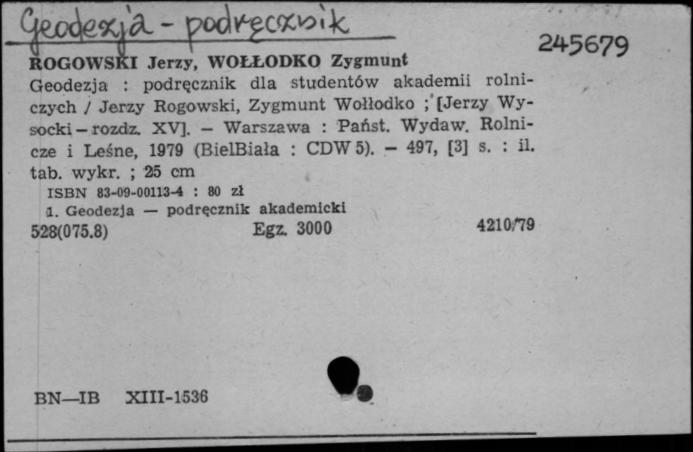 Geodezja - podręcznik
245679
ROGOWSKI Jerzy, WOŁŁODKO Zygmunt
Geodezja : podręcznik dla studentów akademii rolni-
czych / Jerzy Rogowski, Zygmunt Wołłodko ; [Jerzy Wy-
socki — rozdz. XV]. — Warszawa : Państ. Wydaw. Rolni-
cze i Leśne, 1979 (BielBiała : CDW 5). — 497, [3] s. : il.
tab. wykr. ; 25 cm
ISBN 83-09-00113-4 : 80 zł
1. Geodezja — podręcznik akademicki
528(075.8) Egz. 3000 4210/79
BN—IB XIII-1536